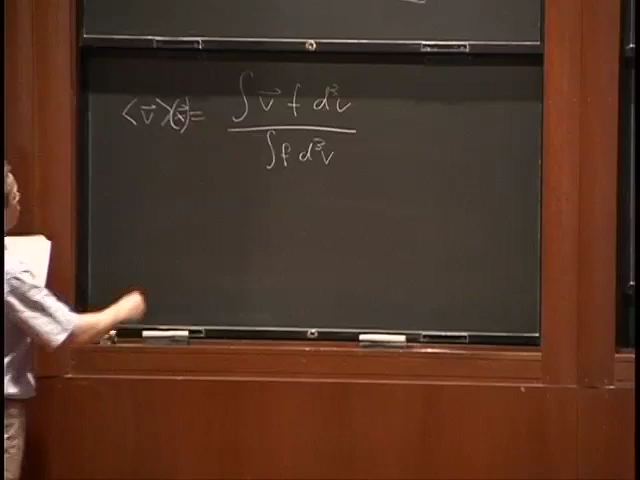 <v⃗>(x⃗) = ∫ v⃗ f d³v
∫ f d³v